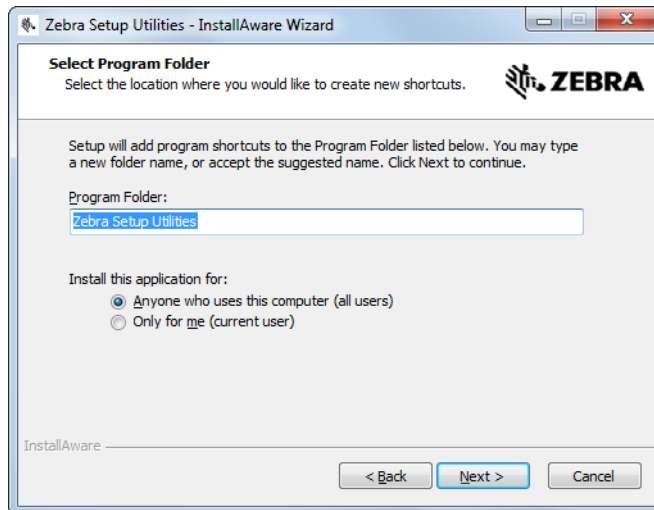 Zebra Setup Utilities - InstallAware Wizard
Select Program Folder
Select the location where you would like to create new shortcuts.
ZEBRA
Setup will add program shortcuts to the Program Folder listed below. You may type
a new folder name, or accept the suggested name. Click Next to continue.
Program Folder:
Zebra Setup Utilities
Install this application for:
Anyone who uses this computer (all users)
Only for me (current user)
InstallAware
< Back
Next >
Cancel